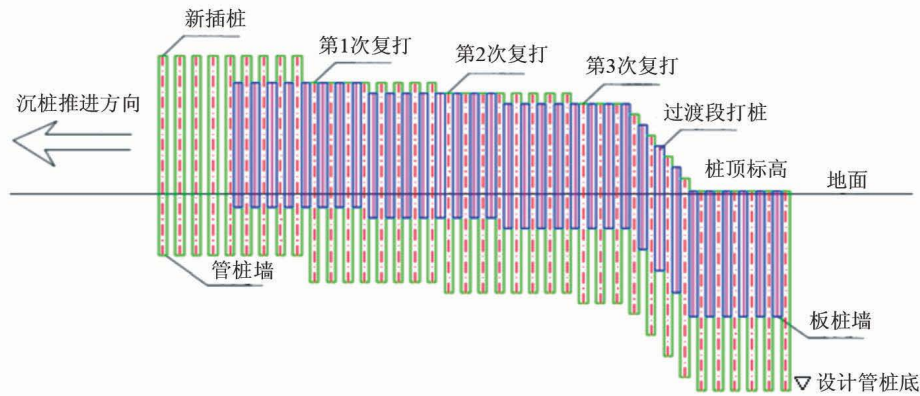 新插桩
第1次复打
第2次复打
第3次复打
沉桩推进方向
过渡段打桩
桩顶标高
地面
管桩墙
板桩墙
设计管桩底